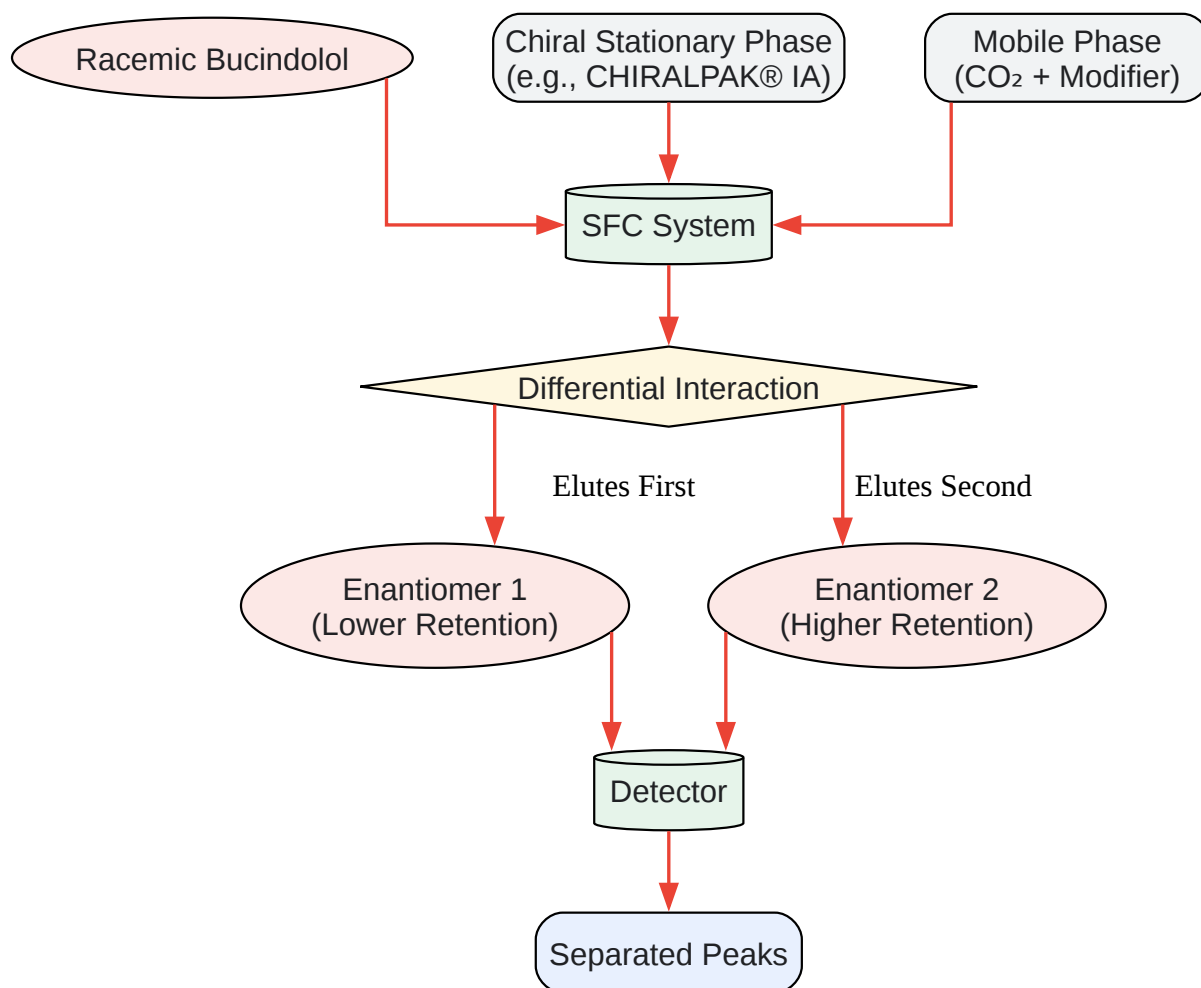 Racemic Bucindolol
Chiral Stationary Phase
(e.g., CHIRALPAK® IA)
Mobile Phase
(CO₂ + Modifier)
SFC System
Differential Interaction
Elutes First
Elutes Second
Enantiomer 1
(Lower Retention)
Enantiomer 2
(Higher Retention)
Detector
Separated Peaks